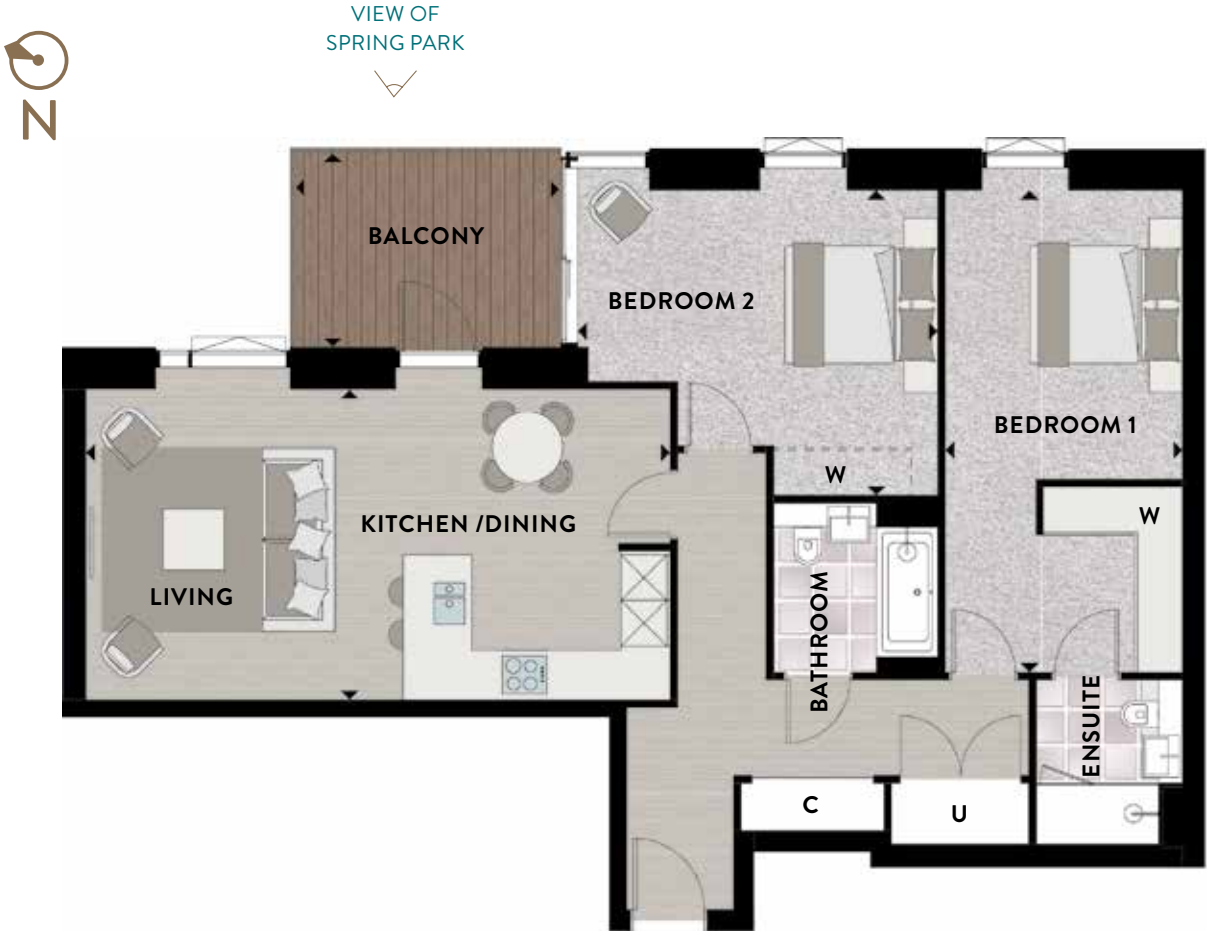 VIEW OF
SPRING PARK
N
BALCONY
BEDROOM 2
BEDROOM 1
W
W
KITCHEN /DINING
LIVING
BATHROOM
ENSUITE
C
U